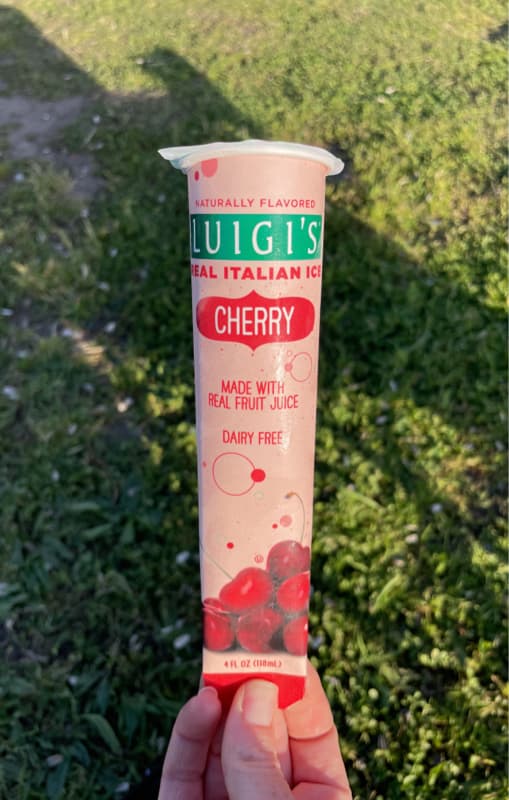 NATURALLY FLAVORED
LUIGI'S
REAL ITALIAN ICE
CHERRY
MADE WITH
REAL FRUIT JUICE
DAIRY FREE
4 FL OZ (118mL)